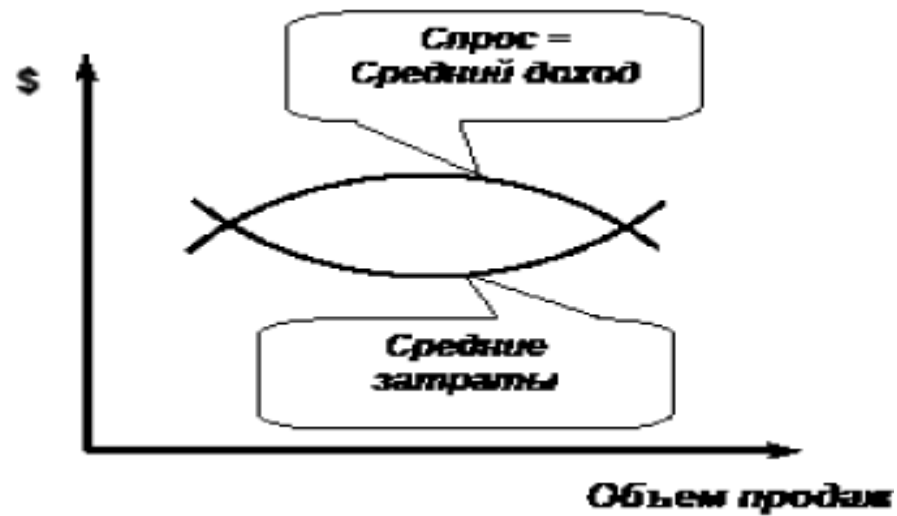 $
Спрос =
Средний доход
Средние
затраты
Объем продаж